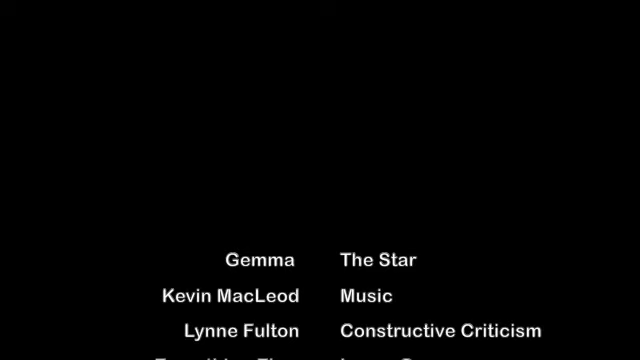 Gemma The Star
Kevin MacLeod Music
Lynne Fulton Constructive Criticism